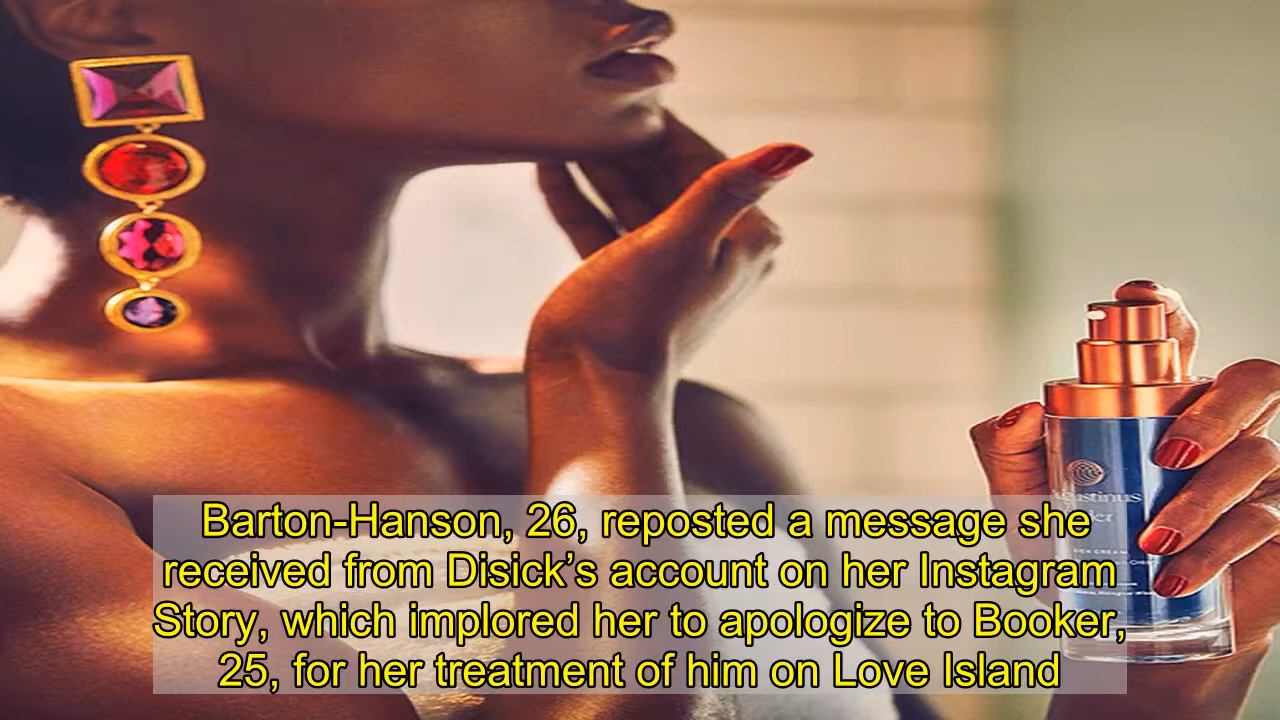 Barton-Hanson, 26, reposted a message she
received from Disick’s account on her Instagram
Story, which implored her to apologize to Booker,
25, for her treatment of him on Love Island